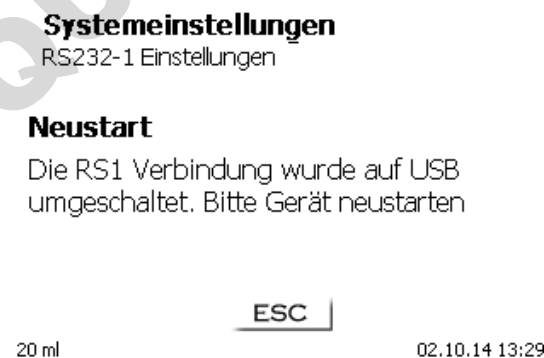 Systemeinstellungen
RS232-1 Einstellungen
Neustart
Die RS1 Verbindung wurde auf USB
umgeschaltet. Bitte Gerät neustarten
ESC
20 ml 02.10.14 13:29